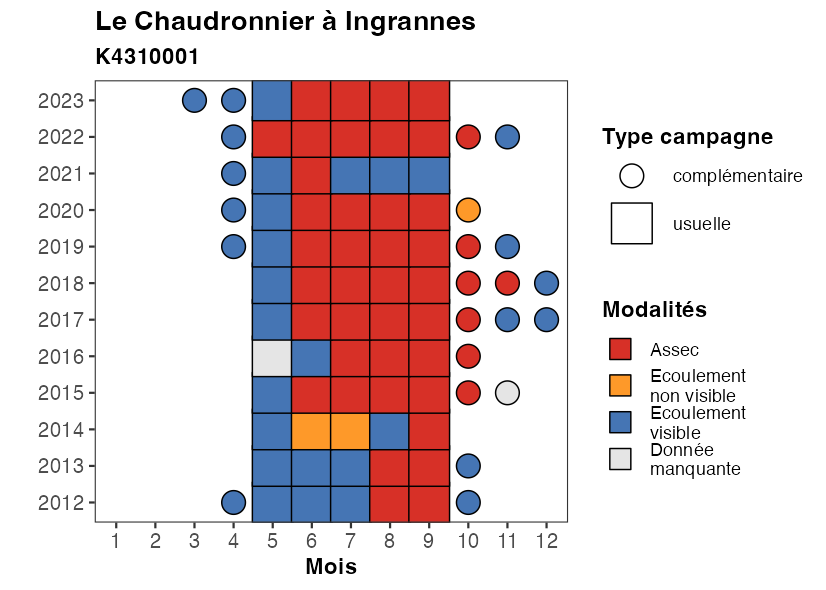 Le Chaudronnier à Ingrannes
K4310001
2023
2022
2021
2020
2019
2018
2017
2016
2015
2014
2013
2012
1 2 3 4 5 6 7 8 9 10 11 12
Mois
Type campagne
complémentaire
usuelle
Modalités
Assec
Ecoulement
non visible
Ecoulement
visible
Donnée
manquante